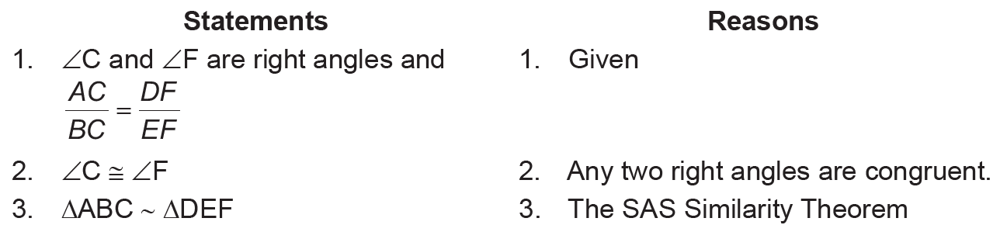 Statements Reasons
1. ∠C and ∠F are right angles and 1. Given
AC/BC = DF/EF
2. ∠C ≅ ∠F 2. Any two right angles are congruent.
3. ΔABC ~ ΔDEF 3. The SAS Similarity Theorem